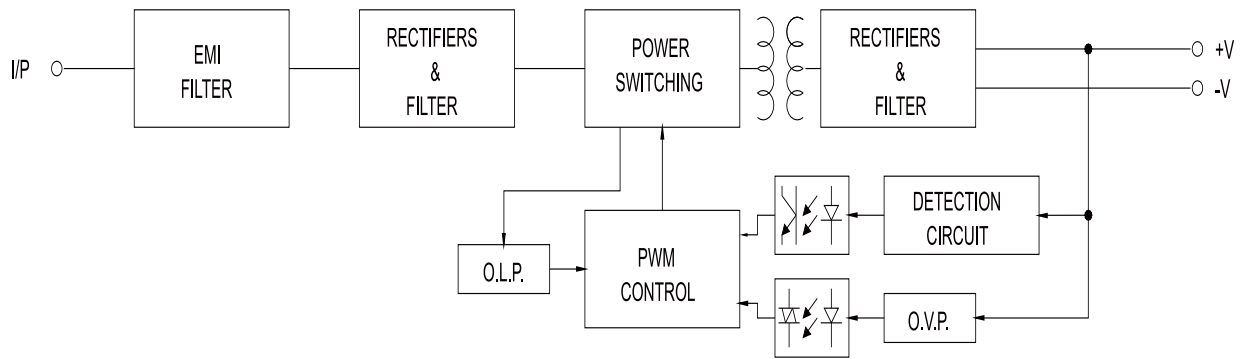 I/P
EMI
FILTER
RECTIFIERS
&
FILTER
POWER
SWITCHING
RECTIFIERS
&
FILTER
+V
-V
O.L.P.
PWM
CONTROL
DETECTION
CIRCUIT
O.V.P.